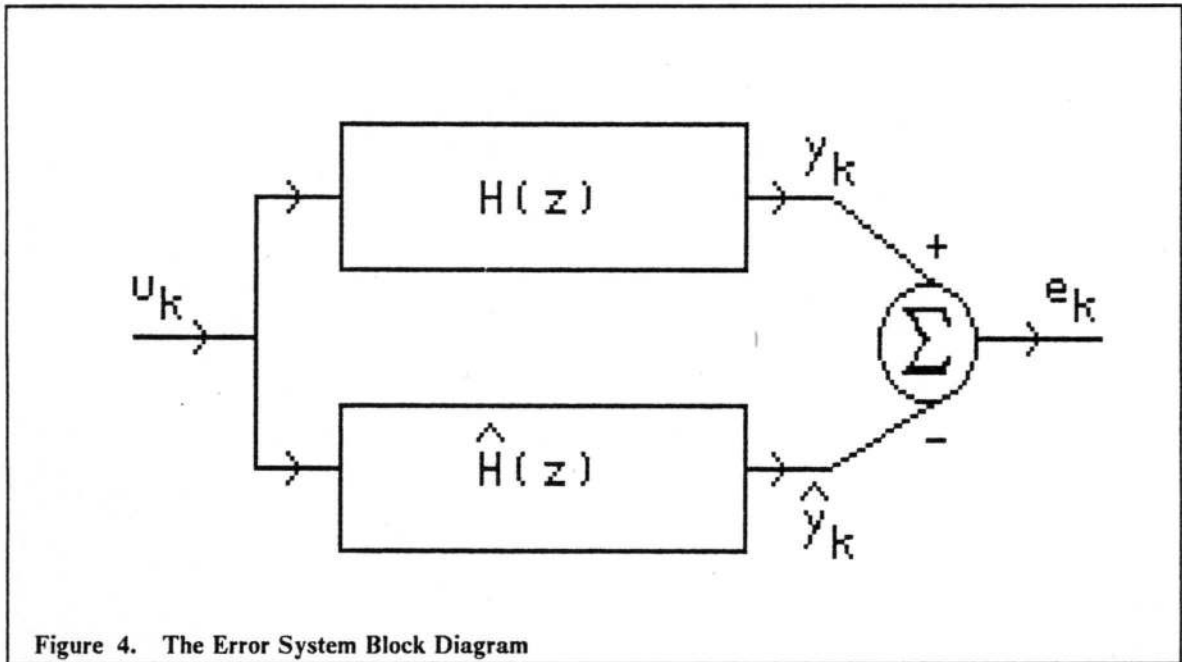 y_k
H(z)
+
u_k
Σ
e_k
Ĥ(z)
-
ŷ_k
Figure 4. The Error System Block Diagram